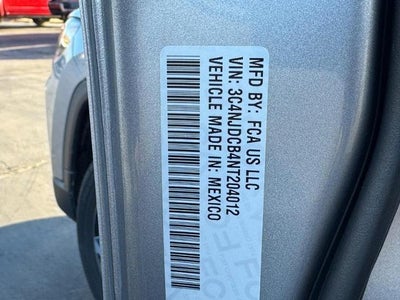 MFD BY: FCA US LLC
VIN: 3C4NJDCB4NT204012
VEHICLE MADE IN: MEXICO